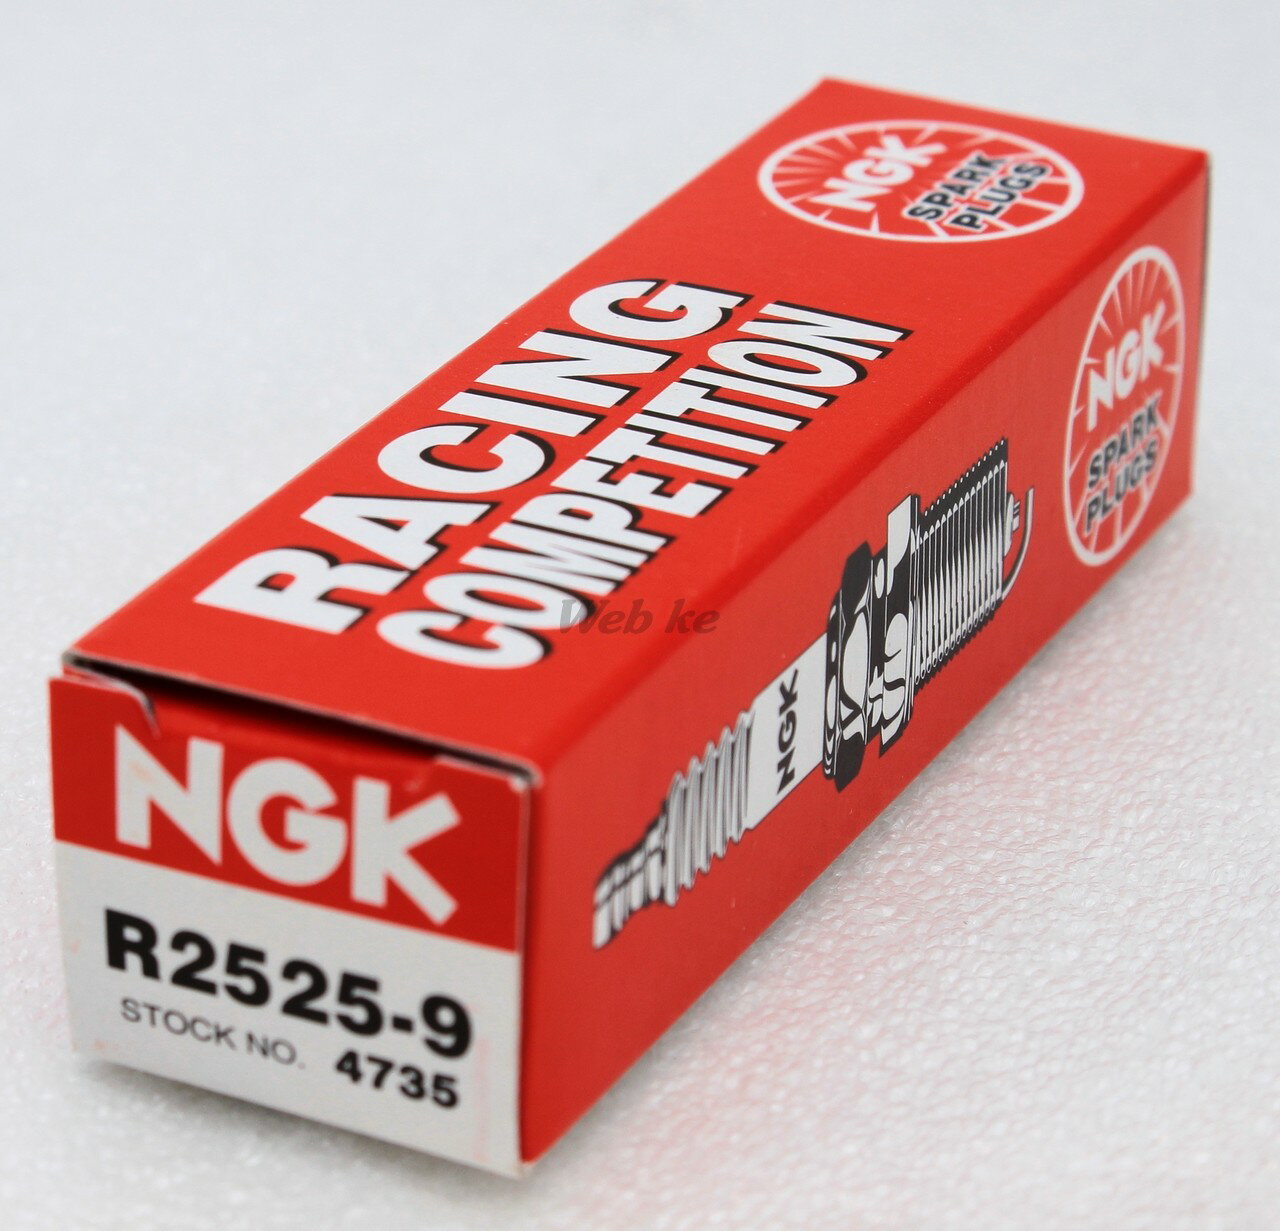 NGK
SPARK
PLUGS
RACING
COMPETITION
NGK
SPARK
PLUGS
NGK
Web ke
NGK
R2525-9
STOCK NO. 4735